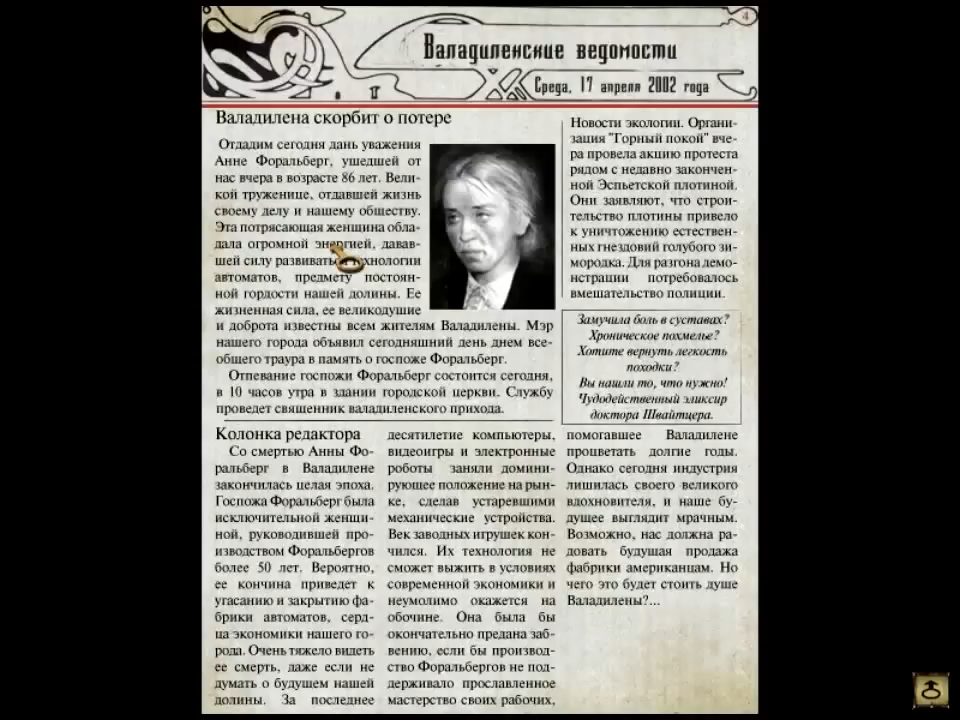 4
Валадиленские ведомости
Среда, 17 апреля 2002 года
Валадилена скорбит о потере
Отдадим сегодня дань уважения
Анне Форальберг, ушедшей от
нас вчера в возрасте 86 лет. Вели-
кой труженице, отдавшей жизнь
своему делу и нашему обществу.
Эта потрясающая женщина обла-
дала огромной энергией, давав-
шей силу развивать технологии
автоматов, предмету постоян-
ной гордости нашей долины. Ее
жизненная сила, ее великодушие
и доброта известны всем жителям Валадилены. Мэр
нашего города объявил сегодняшний день днем все-
общего траура в память о госпоже Форальберг.
Отпевание госпожи Форальберг состоится сегодня,
в 10 часов утра в здании городской церкви. Службу
проведет священник валадиленского прихода.
Новости экологии. Органи-
зация "Горный покой" вче-
ра провела акцию протеста
рядом с недавно закончен-
ной Эспьетской плотиной.
Они заявляют, что строи-
тельство плотины привело
к уничтожению естествен-
ных гнездовий голубого зи-
мородка. Для разгона демо-
нстрации потребовалось
вмешательство полиции.
Замучила боль в суставах?
Хроническое похмелье?
Хотите вернуть легкость
походки?
Вы нашли то, что нужно!
Чудодейственный эликсир
доктора Швайтцера.
Колонка редактора
Со смертью Анны Фо-
ральберг в Валадилене
закончилась целая эпоха.
Госпожа Форальберг была
исключительной женщи-
ной, руководившей про-
изводством Форальбергов
более 50 лет. Вероятно,
ее кончина приведет к
угасанию и закрытию фа-
брики автоматов, серд-
ца экономики нашего го-
рода. Очень тяжело видеть
ее смерть, даже если не
думать о будущем нашей
долины. За последнее
десятилетие компьютеры,
видеоигры и электронные
роботы заняли домини-
рующее положение на рын-
ке, сделав устаревшими
механические устройства.
Век заводных игрушек кон-
чился. Их технология не
сможет выжить в условиях
современной экономики и
неумолимо окажется на
обочине. Она была бы
окончательно предана заб-
вению, если бы производ-
ство Форальбергов не под-
держивало прославленное
мастерство своих рабочих,
помогавшее Валадилене
процветать долгие годы.
Однако сегодня индустрия
лишилась своего великого
вдохновителя, и наше бу-
дущее выглядит мрачным.
Возможно, нас должна ра-
довать будущая продажа
фабрики американцам. Но
чего это будет стоить душе
Валадилены?...